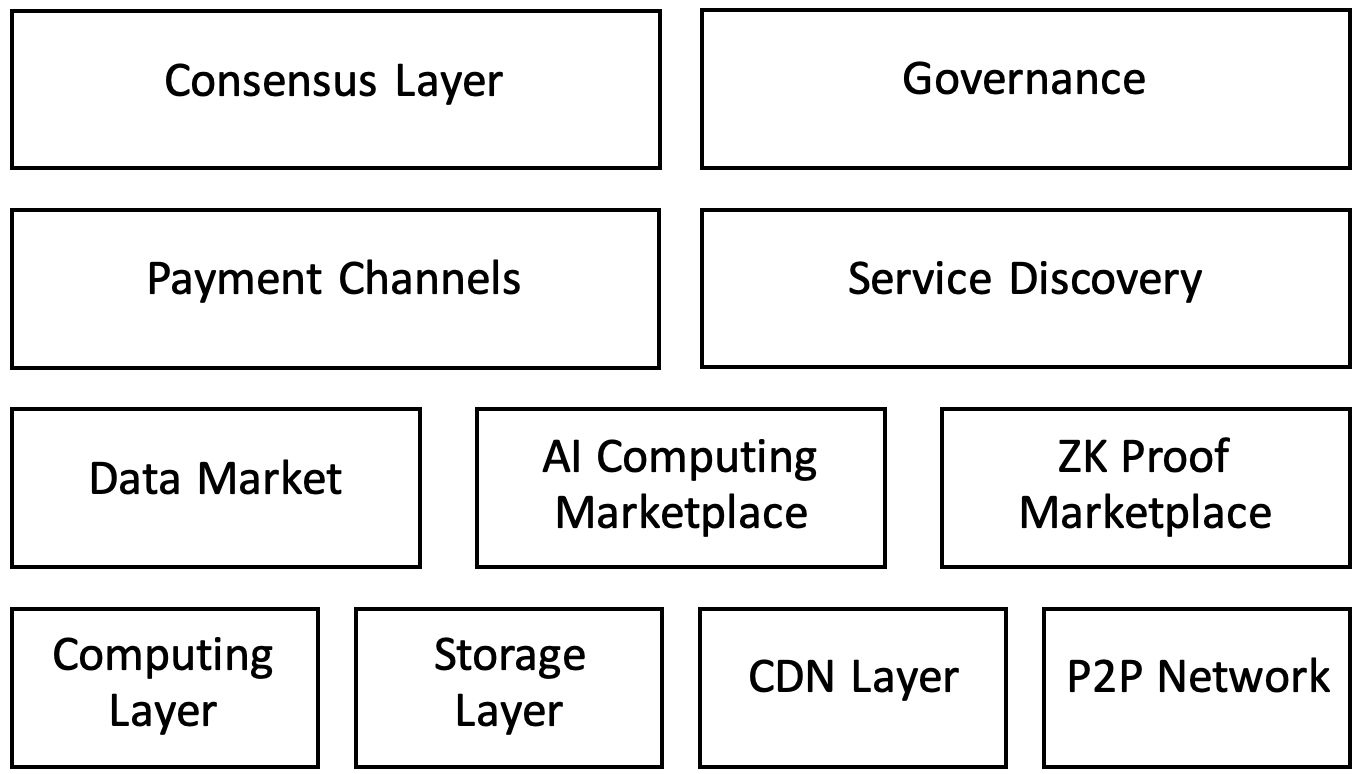 Consensus Layer
Governance
Payment Channels
Service Discovery
Data Market
AI Computing
Marketplace
ZK Proof
Marketplace
Computing
Layer
Storage
Layer
CDN Layer
P2P Network